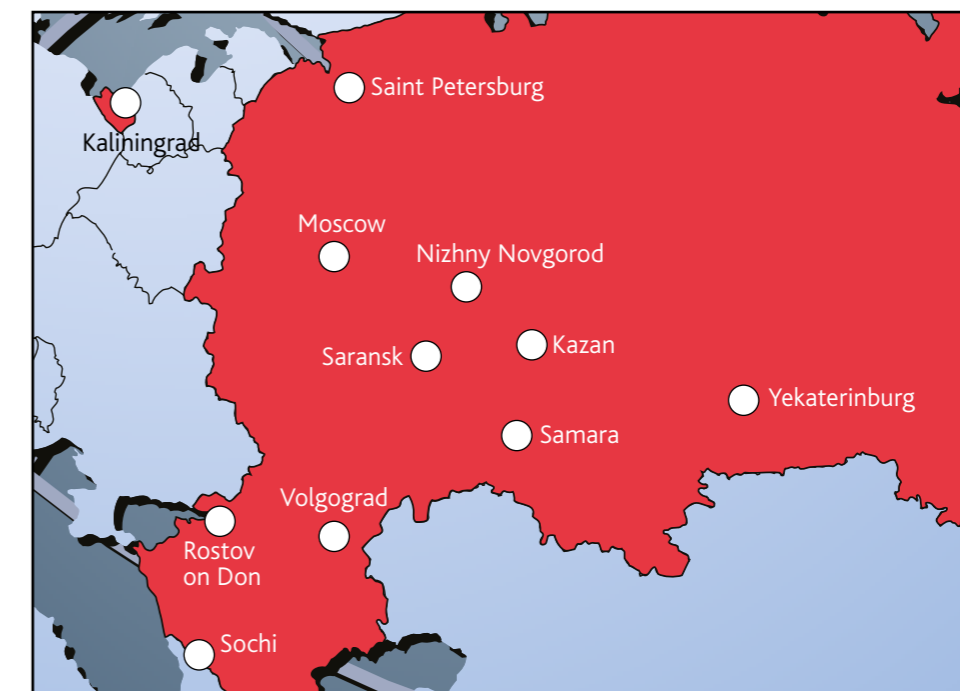 Saint Petersburg
Kaliningrad
Moscow
Nizhny Novgorod
Kazan
Saransk
Yekaterinburg
Samara
Volgograd
Rostov
on Don
Sochi